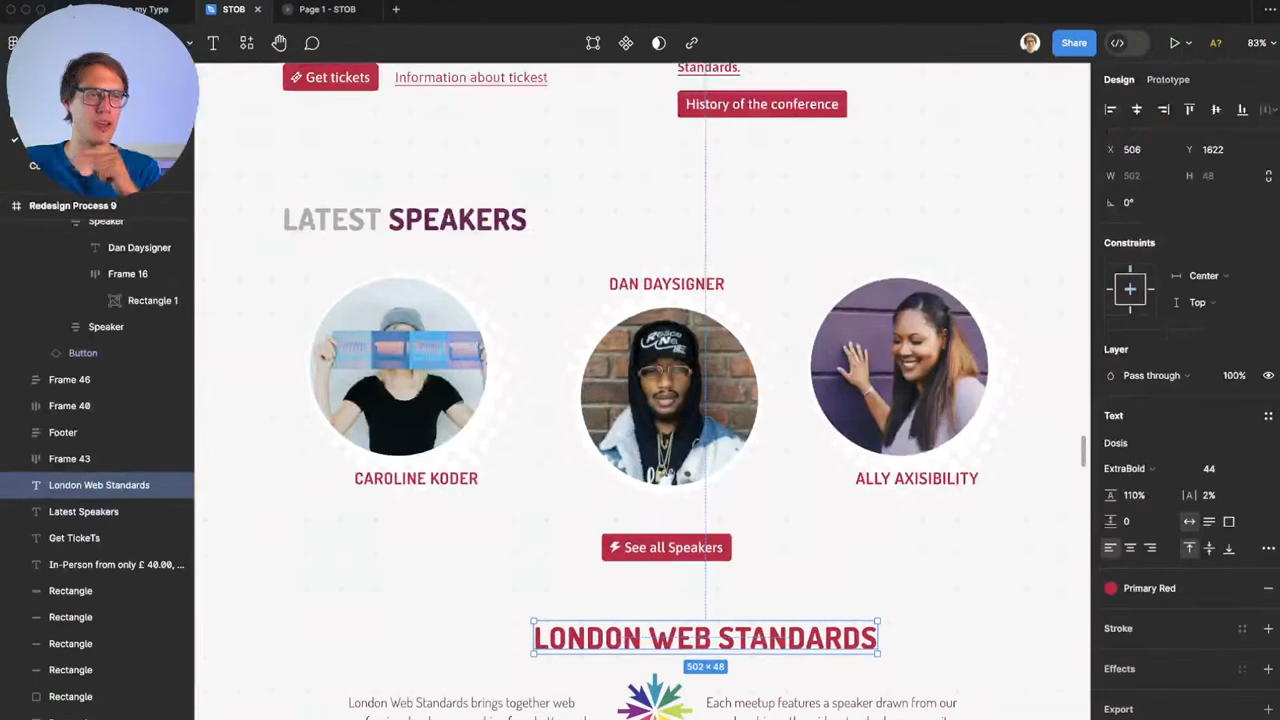 my Type
STOB
Page 1 - STOB
Share
A?
83%
Design
Prototype
X 506
Y 1622
W 502
H 48
0°
Constraints
Center
Top
Layer
Pass through
100%
Text
Dosis
ExtraBold
44
110%
2%
0
Primary Red
Stroke
Effects
Export
Redesign Process 9
Speaker
Dan Daysigner
Frame 16
Rectangle 1
Speaker
Button
Frame 46
Frame 40
Footer
Frame 43
London Web Standards
Latest Speakers
Get TickeTs
In-Person from only £ 40.00, ...
Rectangle
Rectangle
Rectangle
Rectangle
Rectangle
Get tickets
Information about tickest
Standards.
History of the conference
LATEST SPEAKERS
DAN DAYSIGNER
CAROLINE KODER
ALLY AXISIBILITY
See all Speakers
LONDON WEB STANDARDS
502 × 48
London Web Standards brings together web
Each meetup features a speaker drawn from